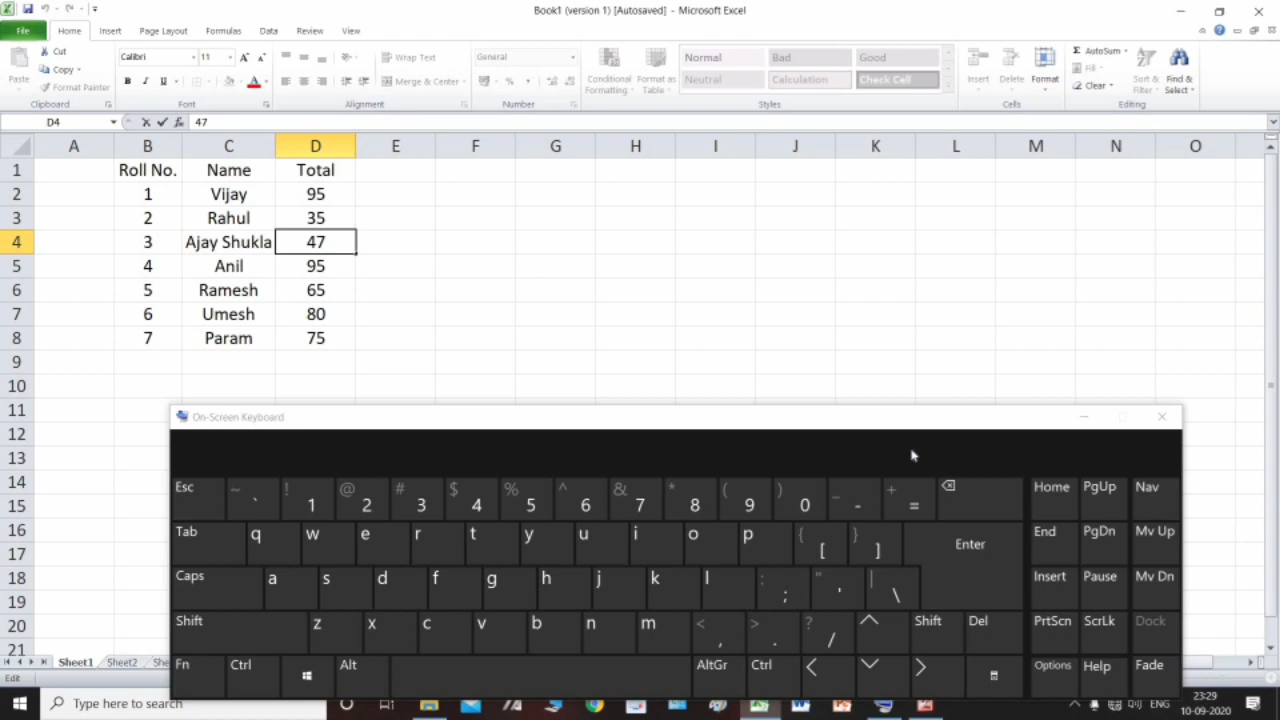 Book1 (version 1) [Autosaved] - Microsoft Excel
File Home Insert Page Layout Formulas Data Review View
Cut
Copy
Format Painter
Paste
Clipboard
Calibri 11
B I U A
Font
Wrap Text
Merge & Center
Alignment
General
%
Number
Conditional Formatting
Format as Table
Normal Bad Good
Neutral Calculation Check Cell
Styles
Insert Delete Format
Cells
Σ AutoSum
Fill
Clear
Sort & Filter
Find & Select
Editing
D4 fx 47
A B C D E F G H I J K L M N O
1 Roll No. Name Total
2 1 Vijay 95
3 2 Rahul 35
4 3 Ajay Shukla 47
5 4 Anil 95
6 5 Ramesh 65
7 6 Umesh 80
8 7 Param 75
9
10
11
12
13
14
15
16
17
18
19
20
21
On-Screen Keyboard
Esc ~ ` ! 1 @ 2 # 3 $ 4 % 5 ^ 6 & 7 * 8 ( 9 ) 0 _ - + = Home PgUp Nav
Tab q w e r t y u i o p { [ } ] Enter End PgDn Mv Up
Caps a s d f g h j k l : ; " ' | \ Insert Pause Mv Dn
Shift z x c v b n m < , > . ? / Shift Del PrtScn ScrLk Dock
Fn Ctrl Alt AltGr Ctrl Options Help Fade
Sheet1 Sheet2
Edit
Type here to search
ENG
23:29
10-09-2020